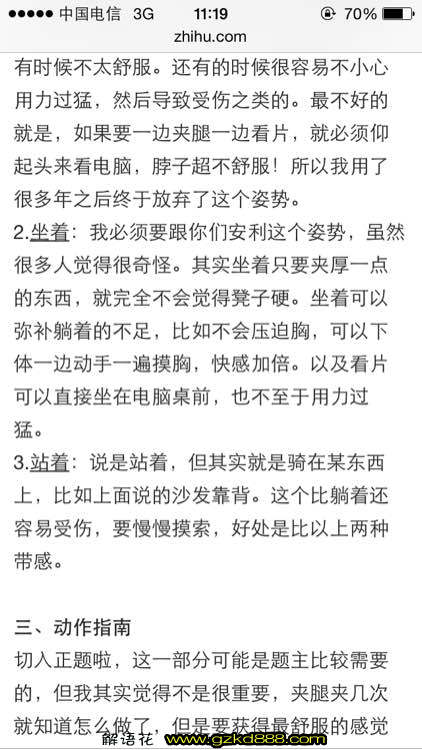 中国电信 3G 11:19 70%
zhihu.com
有时候不太舒服。还有的时候很容易不小心
用力过猛，然后导致受伤之类的。最不好的
就是，如果要一边夹腿一边看片，就必须仰
起头来看电脑，脖子超不舒服！所以我用了
很多年之后终于放弃了这个姿势。
2.坐着：我必须要跟你们安利这个姿势，虽然
很多人觉得很奇怪。其实坐着只要夹厚一点
的东西，就完全不会觉得凳子硬。坐着可以
弥补躺着的不足，比如不会压迫胸，可以下
体一边动手一遍摸胸，快感加倍。以及看片
可以直接坐在电脑桌前，也不至于用力过
猛。
3.站着：说是站着，但其实就是骑在某东西
上，比如上面说的沙发靠背。这个比躺着还
容易受伤，要慢慢摸索，好处是比以上两种
带感。
三、动作指南
切入正题啦，这一部分可能是题主比较需要
的，但我其实觉得不是很重要，夹腿夹几次
就知道怎么做了，但是要获得最舒服的感觉
解语花 www.gzkd888.com